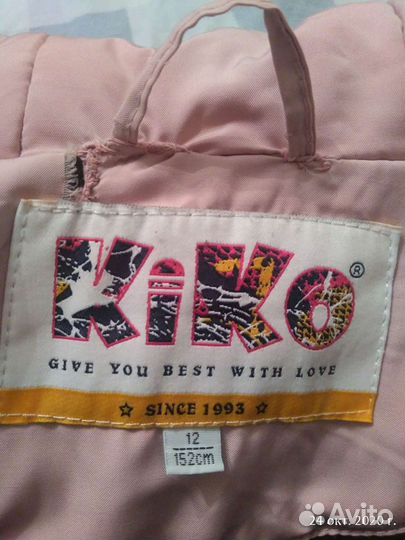 KiKo ®
GIVE YOU BEST WITH LOVE
☆ SINCE 1993 ☆
12
152cm
24 окт. 2020 г.
Avito